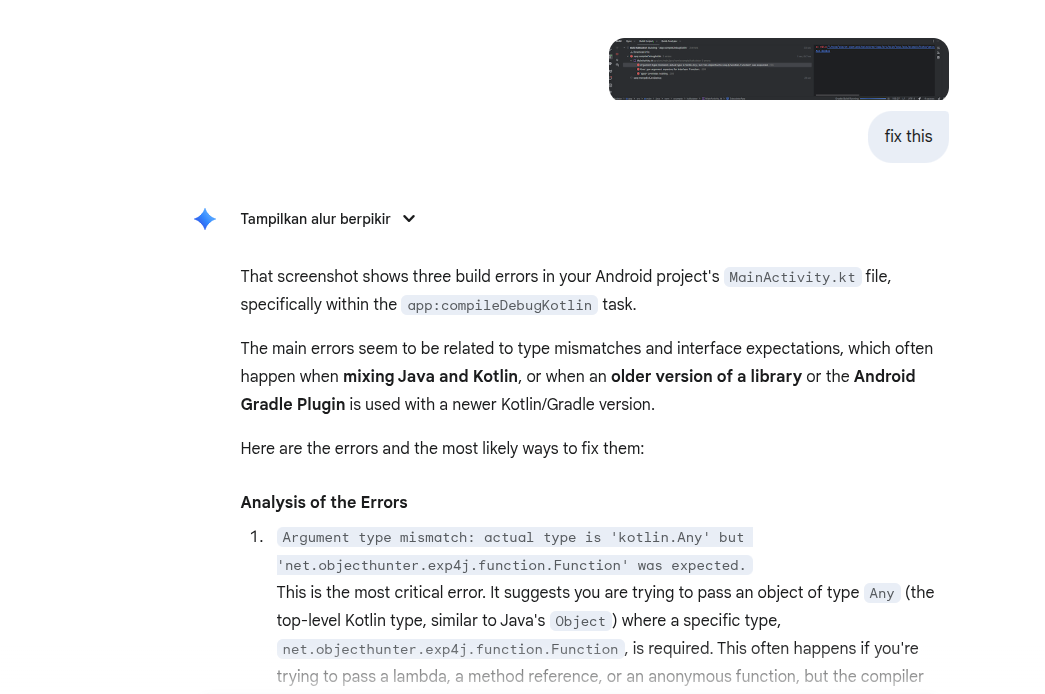 fix this
Tampilkan alur berpikir
That screenshot shows three build errors in your Android project's MainActivity.kt file,
specifically within the app:compileDebugKotlin task.
The main errors seem to be related to type mismatches and interface expectations, which often
happen when mixing Java and Kotlin, or when an older version of a library or the Android
Gradle Plugin is used with a newer Kotlin/Gradle version.
Here are the errors and the most likely ways to fix them:
Analysis of the Errors
1. Argument type mismatch: actual type is 'kotlin.Any' but
'net.objecthunter.exp4j.function.Function' was expected.
This is the most critical error. It suggests you are trying to pass an object of type Any (the
top-level Kotlin type, similar to Java's Object) where a specific type,
net.objecthunter.exp4j.function.Function, is required. This often happens if you're
trying to pass a lambda, a method reference, or an anonymous function, but the compiler